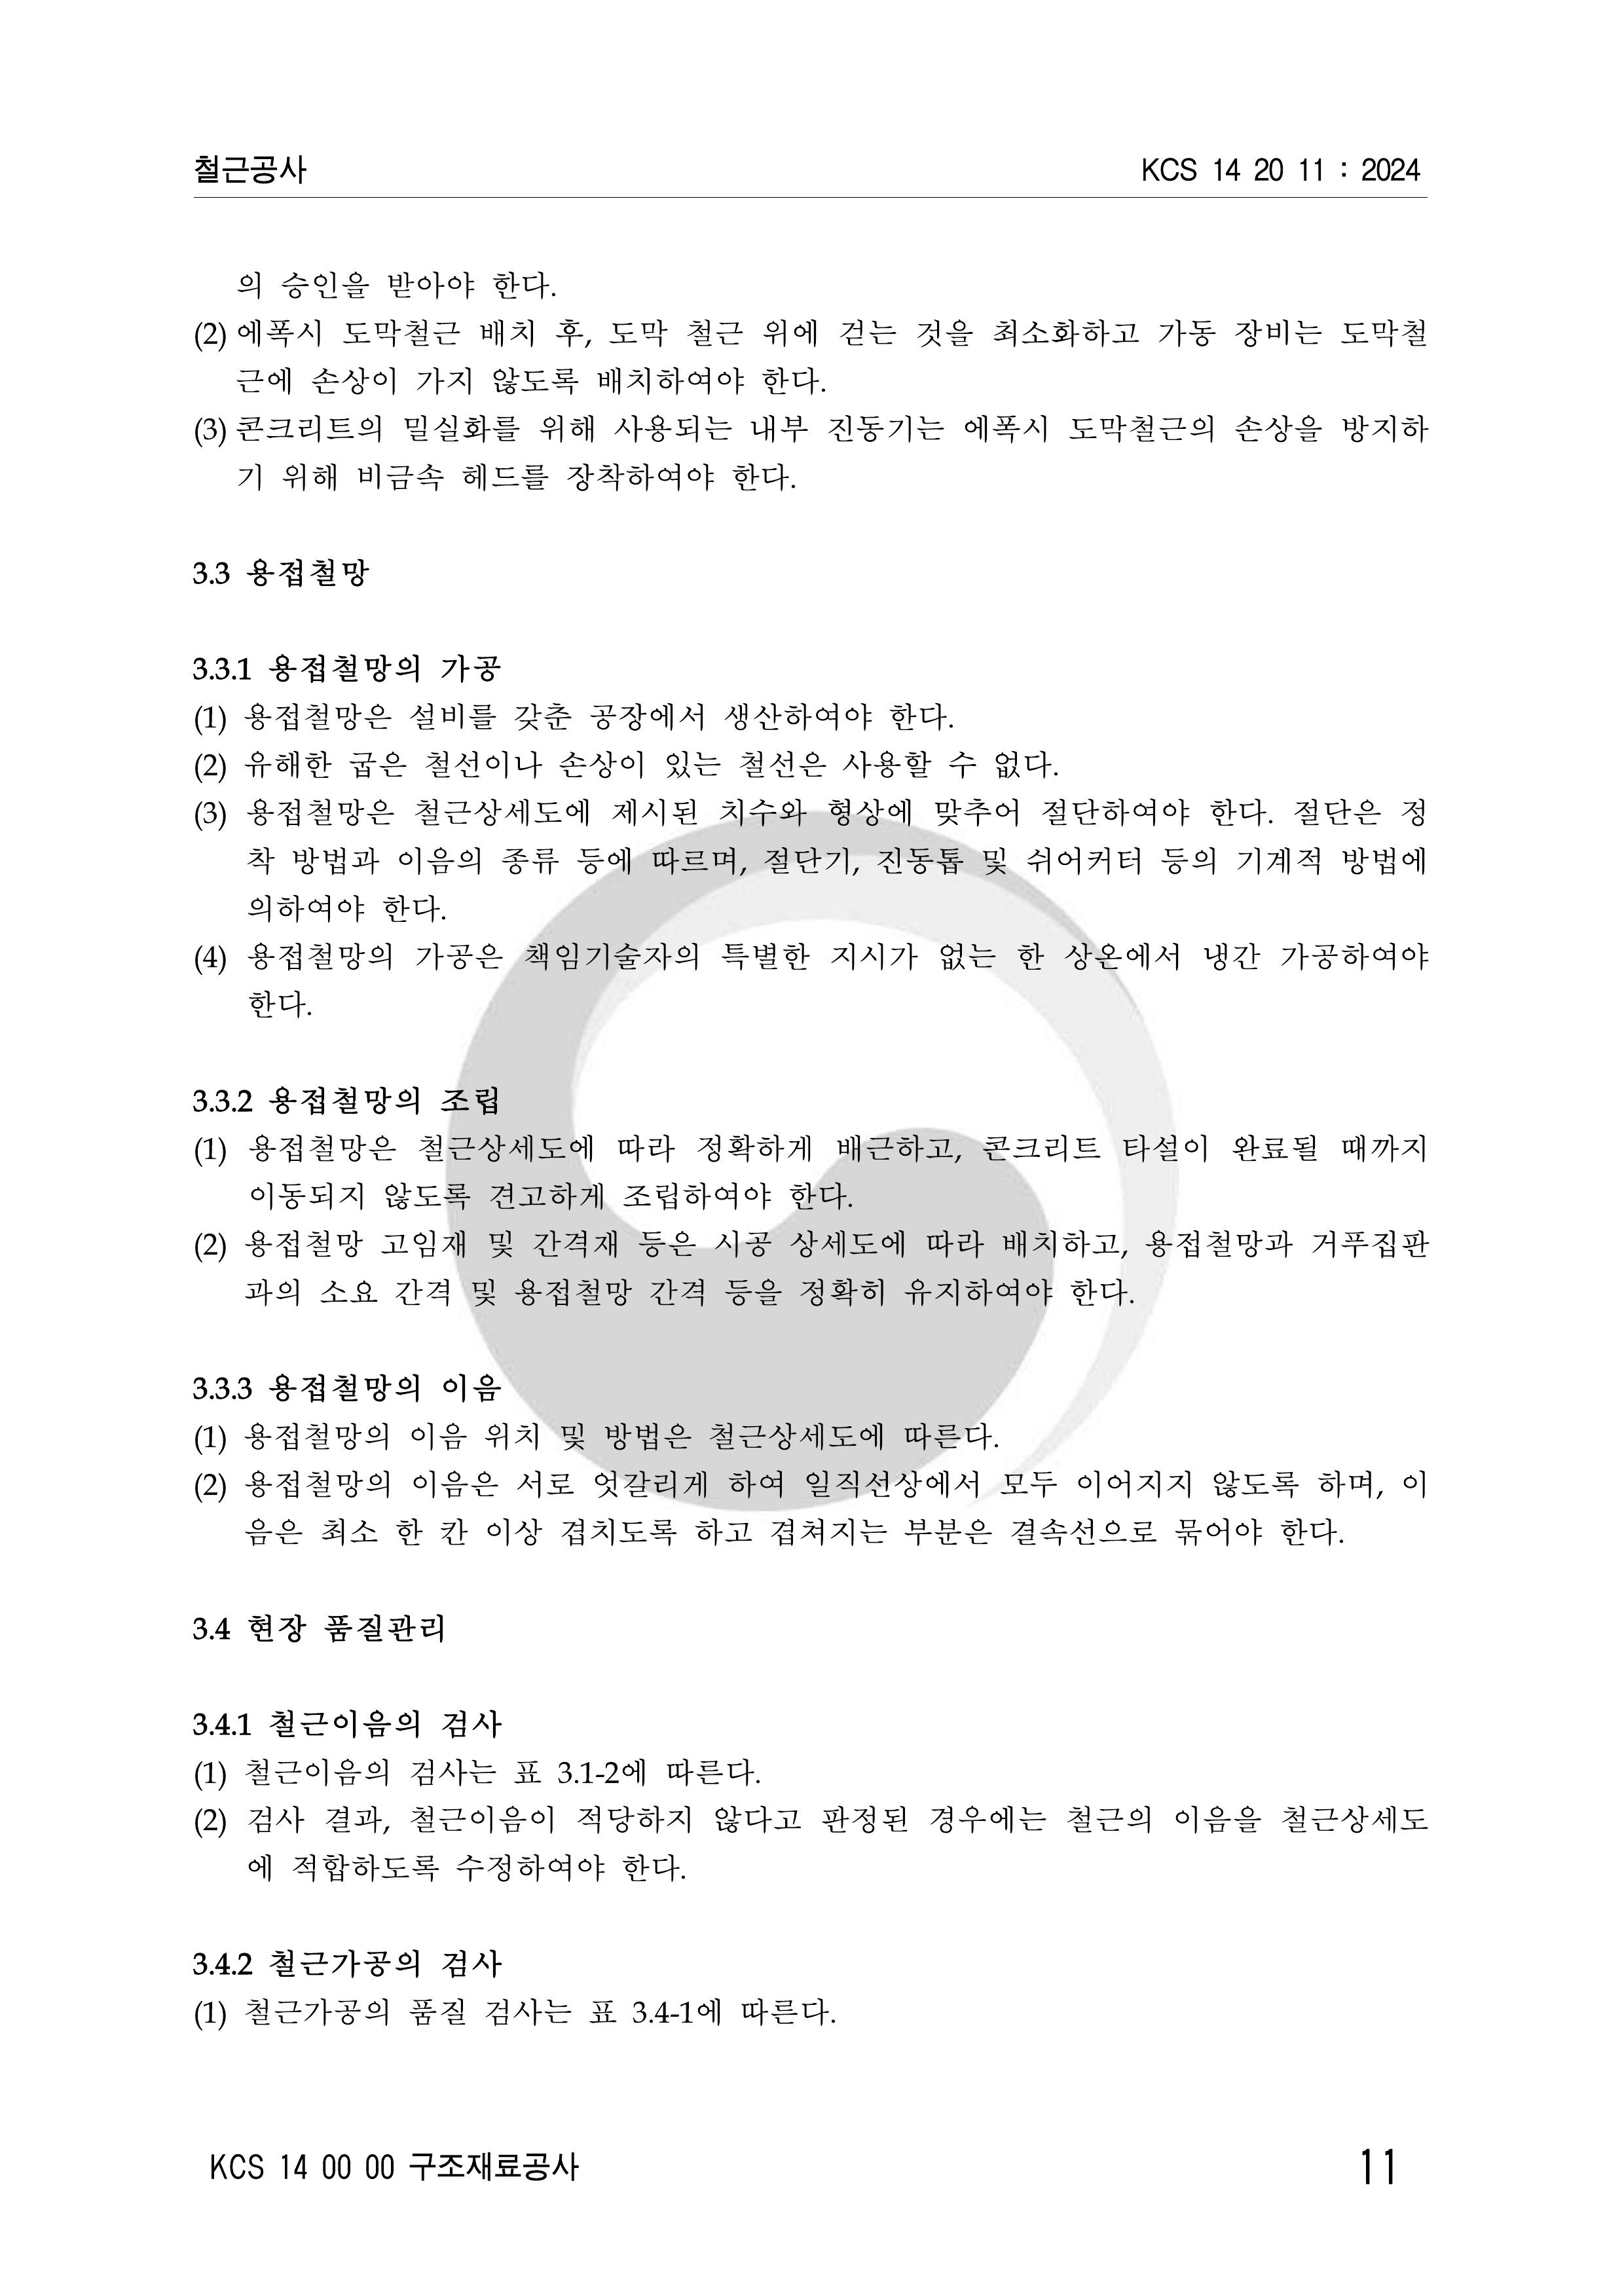 철근공사 KCS 14 20 11 : 2024
의 승인을 받아야 한다.
(2) 에폭시 도막철근 배치 후, 도막 철근 위에 걷는 것을 최소화하고 가동 장비는 도막철
근에 손상이 가지 않도록 배치하여야 한다.
(3) 콘크리트의 밀실화를 위해 사용되는 내부 진동기는 에폭시 도막철근의 손상을 방지하
기 위해 비금속 헤드를 장착하여야 한다.
3.3 용접철망
3.3.1 용접철망의 가공
(1) 용접철망은 설비를 갖춘 공장에서 생산하여야 한다.
(2) 유해한 굽은 철선이나 손상이 있는 철선은 사용할 수 없다.
(3) 용접철망은 철근상세도에 제시된 치수와 형상에 맞추어 절단하여야 한다. 절단은 정
착 방법과 이음의 종류 등에 따르며, 절단기, 진동톱 및 쉬어커터 등의 기계적 방법에
의하여야 한다.
(4) 용접철망의 가공은 책임기술자의 특별한 지시가 없는 한 상온에서 냉간 가공하여야
한다.
3.3.2 용접철망의 조립
(1) 용접철망은 철근상세도에 따라 정확하게 배근하고, 콘크리트 타설이 완료될 때까지
이동되지 않도록 견고하게 조립하여야 한다.
(2) 용접철망 고임재 및 간격재 등은 시공 상세도에 따라 배치하고, 용접철망과 거푸집판
과의 소요 간격 및 용접철망 간격 등을 정확히 유지하여야 한다.
3.3.3 용접철망의 이음
(1) 용접철망의 이음 위치 및 방법은 철근상세도에 따른다.
(2) 용접철망의 이음은 서로 엇갈리게 하여 일직선상에서 모두 이어지지 않도록 하며, 이
음은 최소 한 칸 이상 겹치도록 하고 겹쳐지는 부분은 결속선으로 묶어야 한다.
3.4 현장 품질관리
3.4.1 철근이음의 검사
(1) 철근이음의 검사는 표 3.1-2에 따른다.
(2) 검사 결과, 철근이음이 적당하지 않다고 판정된 경우에는 철근의 이음을 철근상세도
에 적합하도록 수정하여야 한다.
3.4.2 철근가공의 검사
(1) 철근가공의 품질 검사는 표 3.4-1에 따른다.
KCS 14 00 00 구조재료공사 11